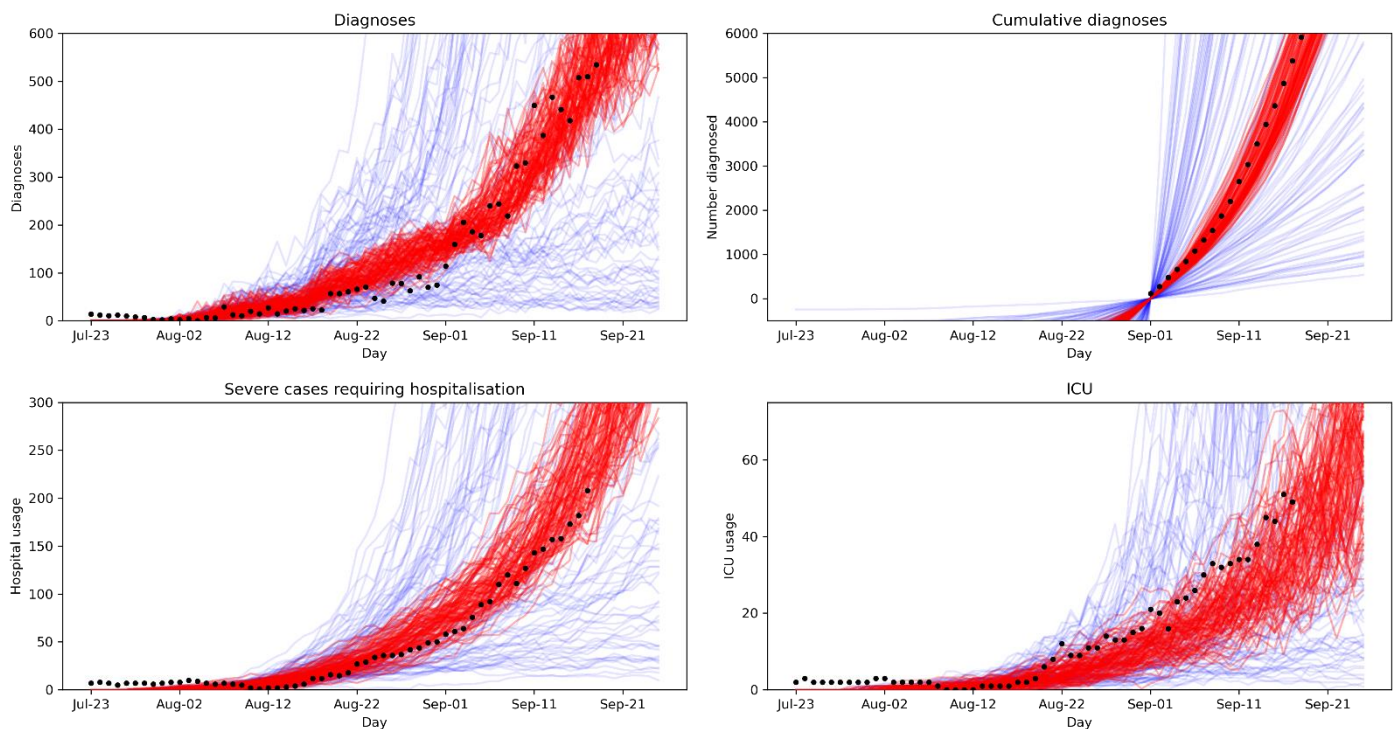 Diagnoses
600
500
400
300
200
100
0
Diagnoses
Jul-23 Aug-02 Aug-12 Aug-22 Sep-01 Sep-11 Sep-21
Day
Cumulative diagnoses
6000
5000
4000
3000
2000
1000
0
Number diagnosed
Jul-23 Aug-02 Aug-12 Aug-22 Sep-01 Sep-11 Sep-21
Day
Severe cases requiring hospitalisation
300
250
200
150
100
50
0
Hospital usage
Jul-23 Aug-02 Aug-12 Aug-22 Sep-01 Sep-11 Sep-21
Day
ICU
60
40
20
0
ICU usage
Jul-23 Aug-02 Aug-12 Aug-22 Sep-01 Sep-11 Sep-21
Day